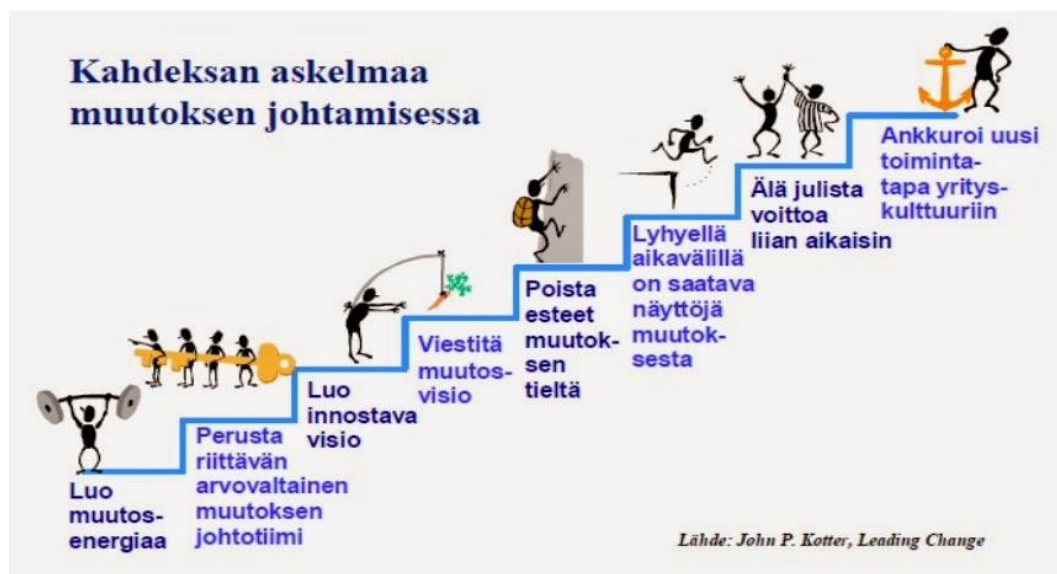 Kahdeksan askelmaa
muutoksen johtamisessa
Luo
muutos-
energiaa
Perusta
riittävän
arvovaltainen
muutoksen
johtotiimi
Luo
innostava
visio
Viestitä
muutos-
visio
Poista
esteet
muutok-
sen
tieltä
Lyhyellä
aikavälillä
on saatava
näyttöjä
muutok-
sesta
Älä julista
voittoa
liian aikaisin
Ankkuroi uusi
toiminta-
tapa yritys-
kulttuuriin
Lähde: John P. Kotter, Leading Change